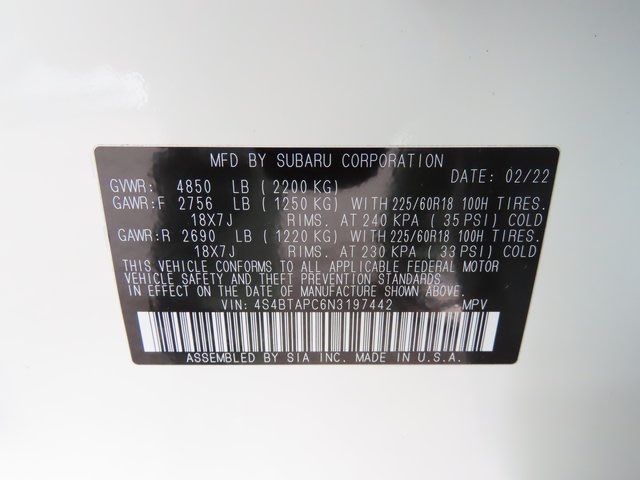 MFD BY SUBARU CORPORATION
DATE: 02/22
GVWR: 4850 LB (2200 KG)
GAWR:F 2756 LB (1250 KG) WITH 225/60R18 100H TIRES.
18X7J RIMS. AT 240 KPA (35 PSI) COLD
GAWR:R 2690 LB (1220 KG) WITH 225/60R18 100H TIRES.
18X7J RIMS. AT 230 KPA (33 PSI) COLD
THIS VEHICLE CONFORMS TO ALL APPLICABLE FEDERAL MOTOR
VEHICLE SAFETY AND THEFT PREVENTION STANDARDS
IN EFFECT ON THE DATE OF MANUFACTURE SHOWN ABOVE.
VIN: 4S4BTAPC6N3197442 MPV
ASSEMBLED BY SIA INC. MADE IN U.S.A.